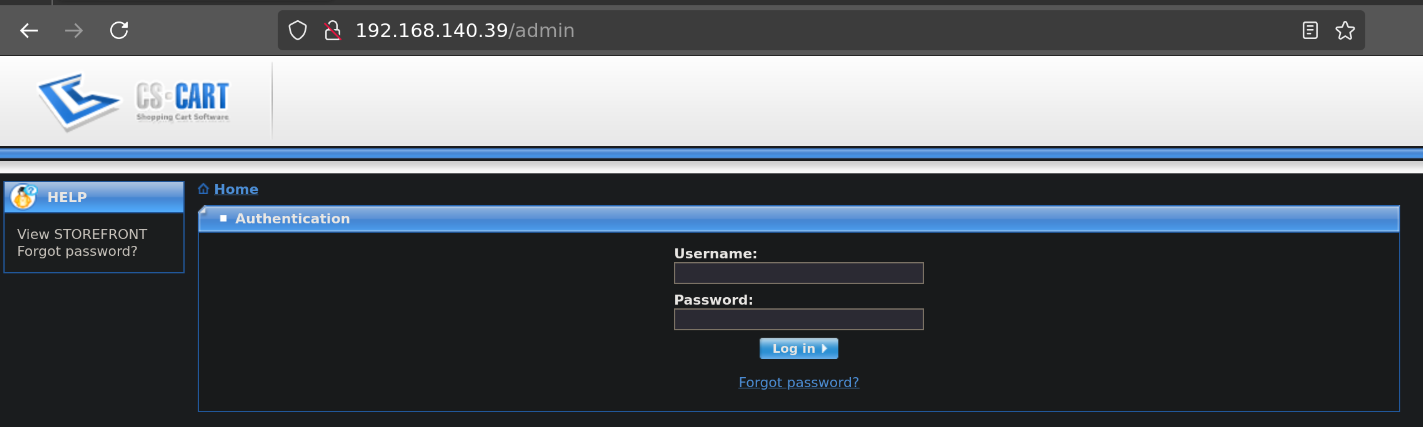 192.168.140.39/admin
CS-CART
Shopping Cart Software
HELP
View STOREFRONT
Forgot password?
Home
Authentication
Username:
Password:
Log in
Forgot password?